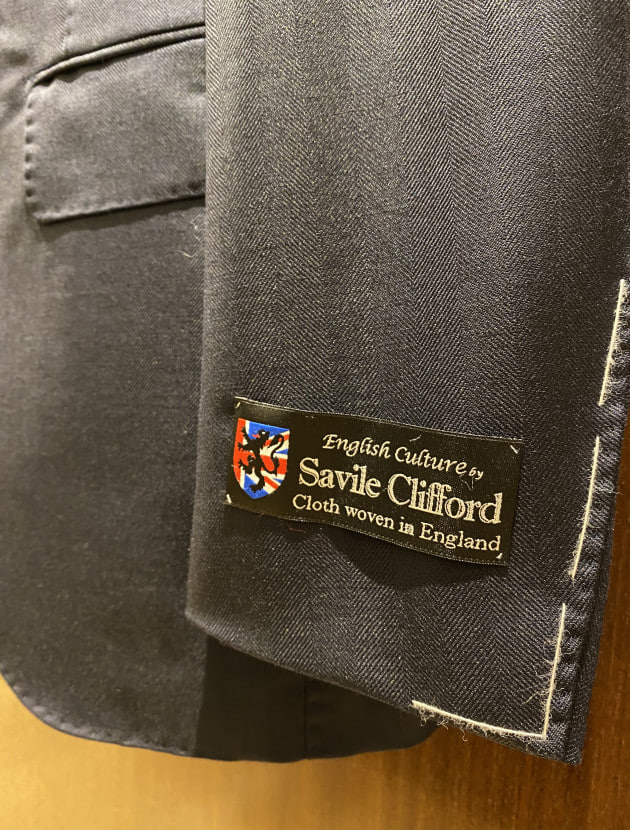 English Culture by
Savile Clifford
Cloth woven in England